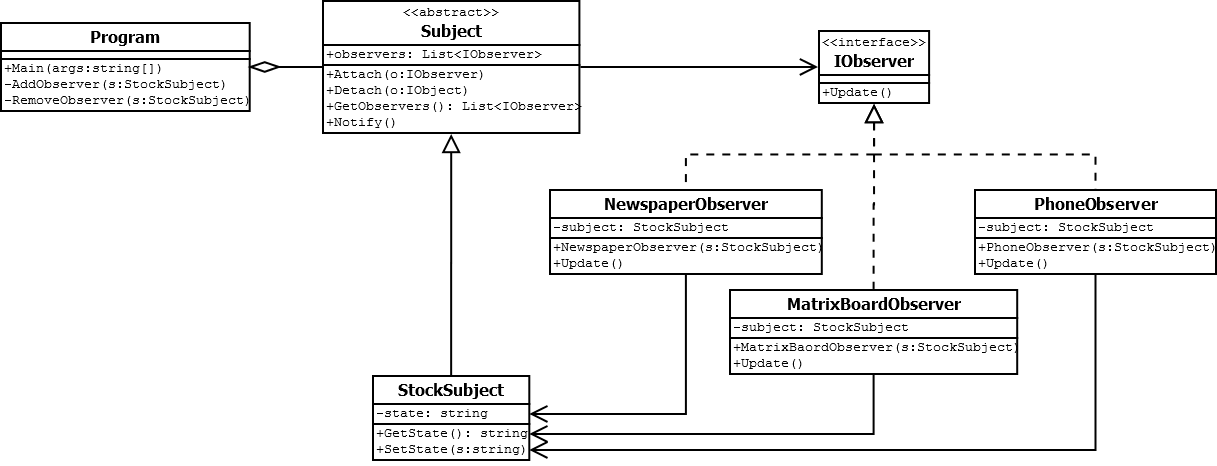 Program
+Main(args:string[])
-AddObserver(s:StockSubject)
-RemoveObserver(s:StockSubject)
<<abstract>>
Subject
+observers: List<IObserver>
+Attach(o:IObserver)
+Detach(o:IObject)
+GetObservers(): List<IObserver>
+Notify()
<<interface>>
IObserver
+Update()
NewspaperObserver
-subject: StockSubject
+NewspaperObserver(s:StockSubject)
+Update()
PhoneObserver
-subject: StockSubject
+PhoneObserver(s:StockSubject)
+Update()
MatrixBoardObserver
-subject: StockSubject
+MatrixBaordObserver(s:StockSubject)
+Update()
StockSubject
-state: string
+GetState(): string
+SetState(s:string)